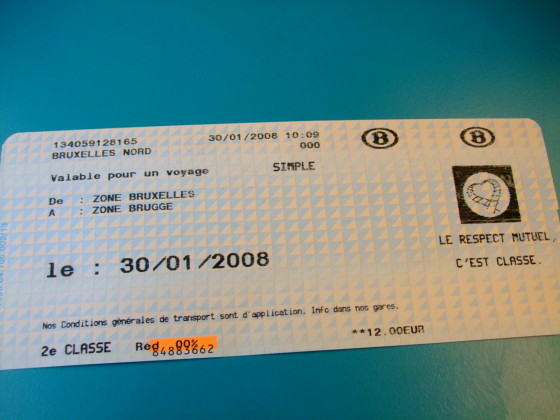 134059128165 30/01/2008 10:09
BRUXELLES NORD 000
Valable pour un voyage SIMPLE
De : ZONE BRUXELLES
A : ZONE BRUGGE
le : 30/01/2008
LE RESPECT MUTUEL,
C'EST CLASSE.
Nos Conditions générales de transport sont d'application. Info dans nos gares.
2e CLASSE Red 00% **12.00EUR
84883662
B
B